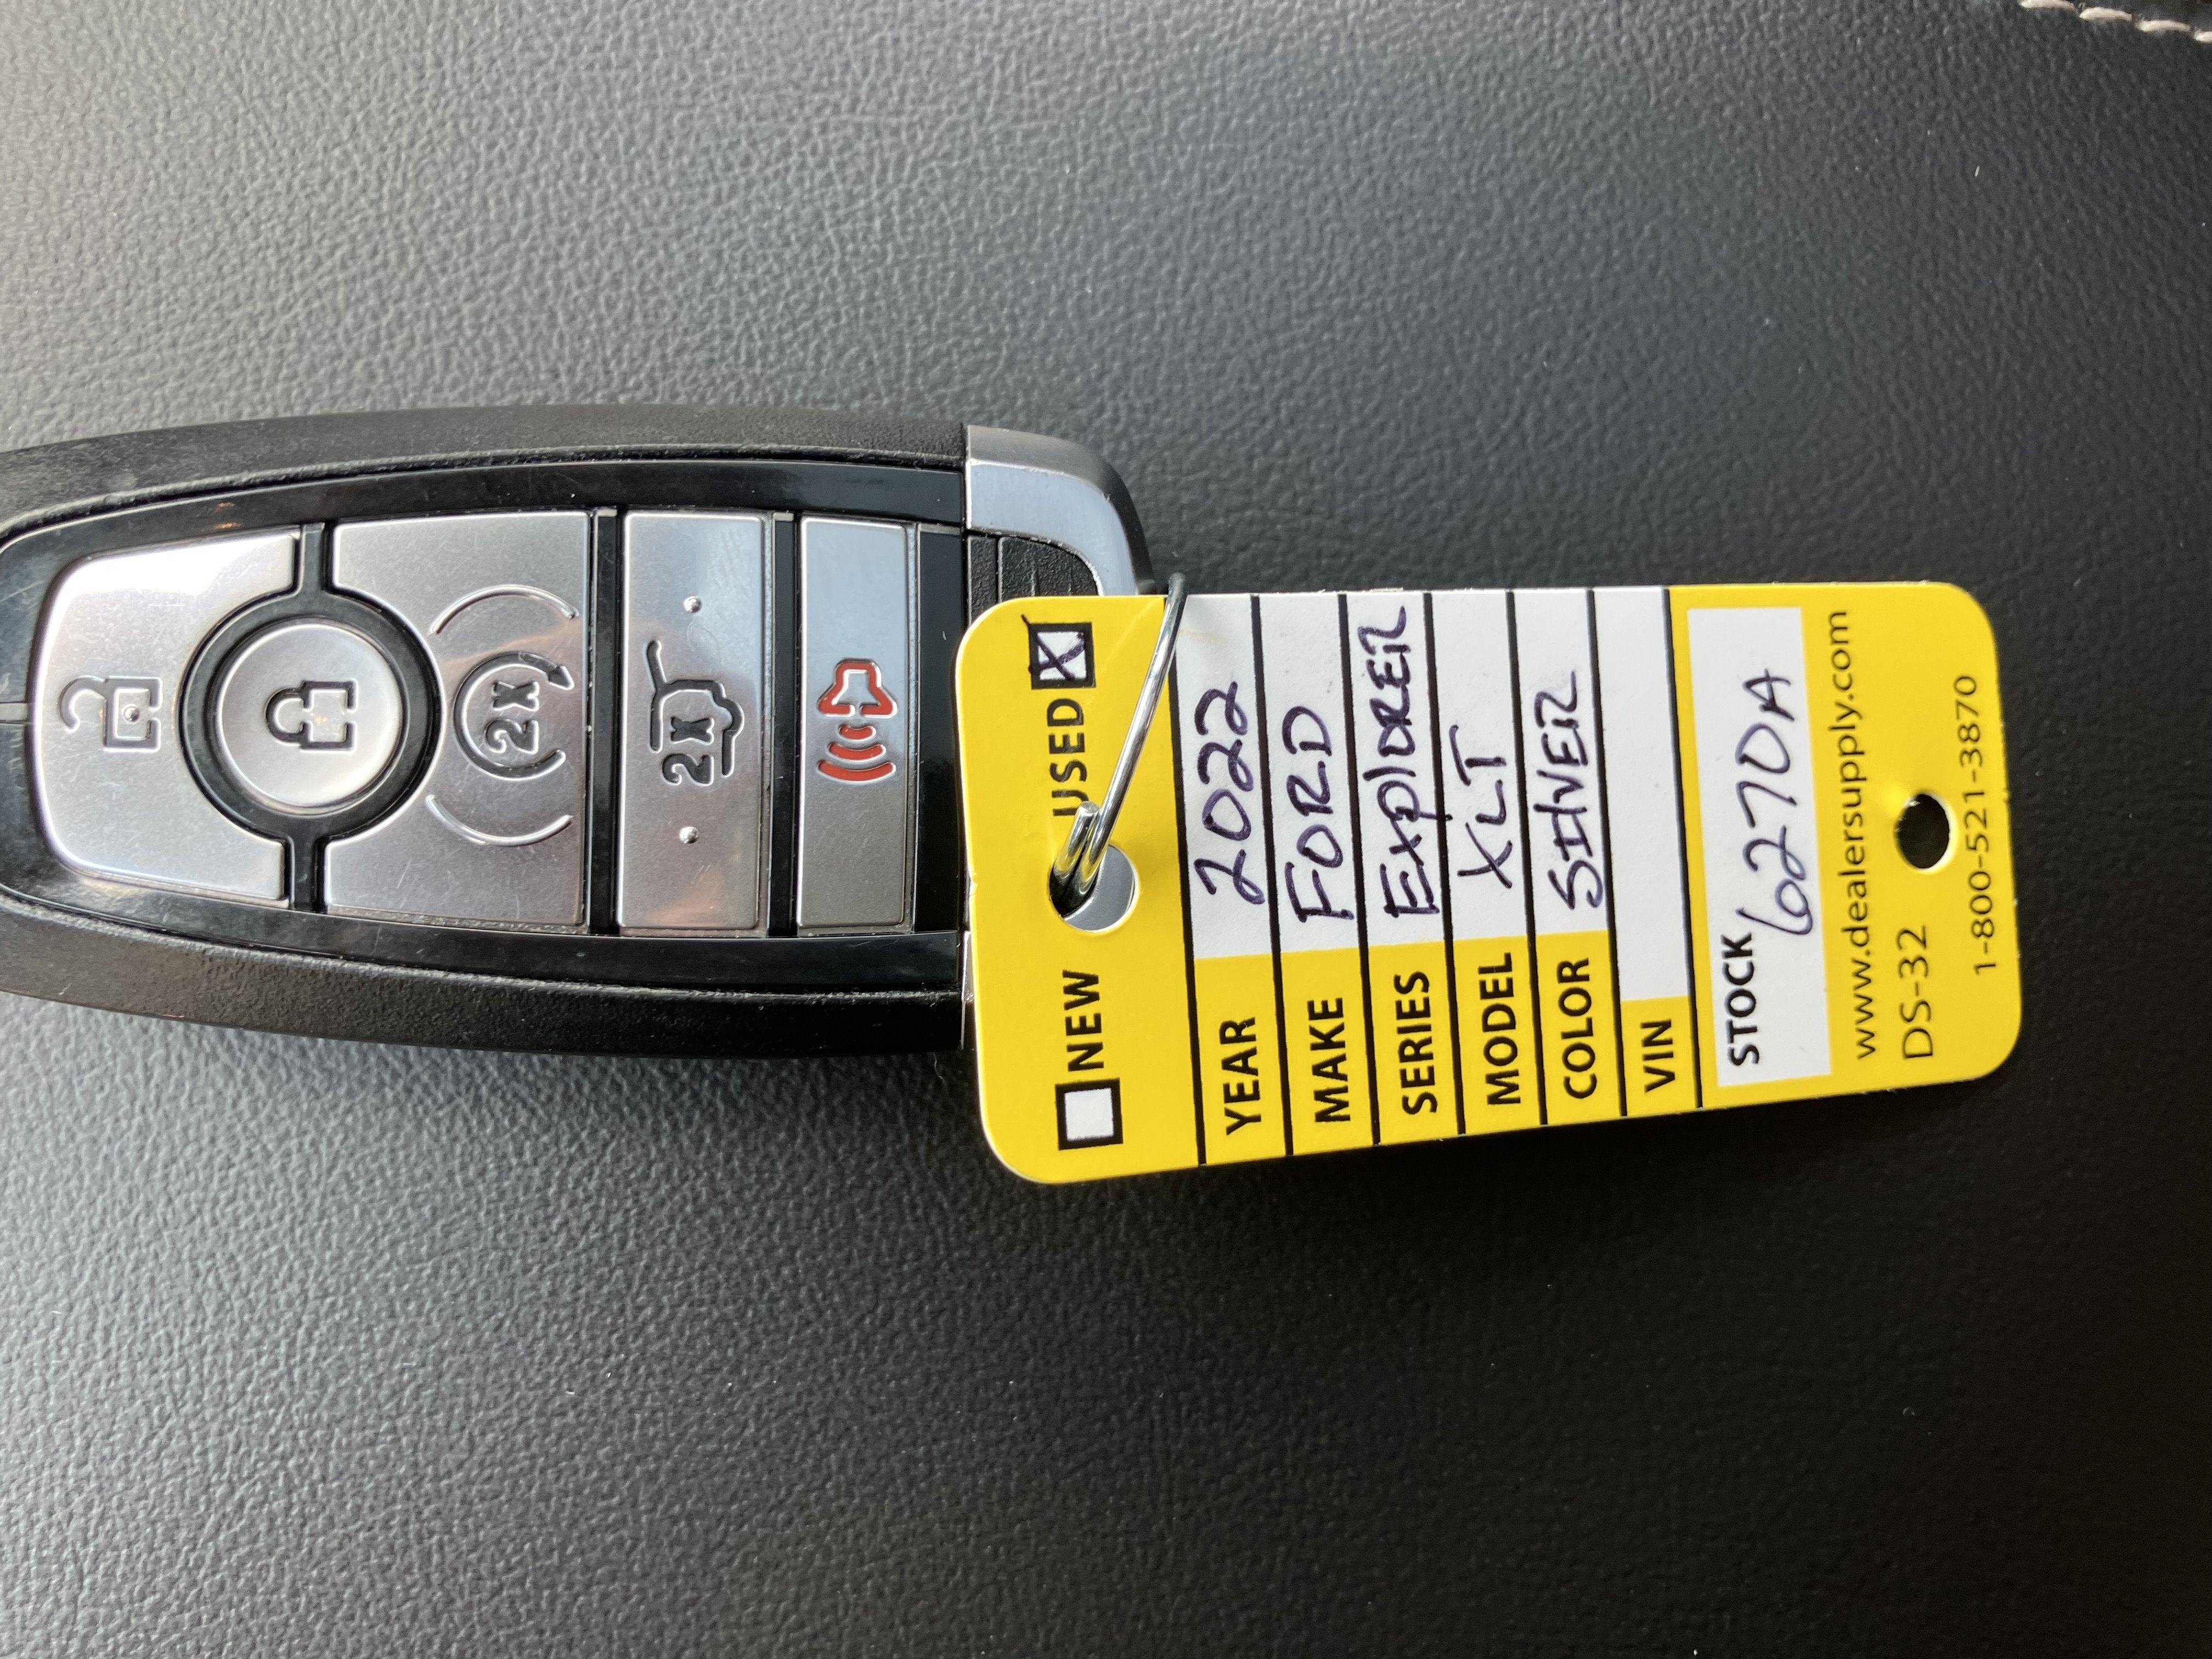 2x
2x
NEW USED X
YEAR 2022
MAKE FORD
SERIES ExplORER
MODEL XLT
COLOR SilVER
VIN
STOCK
6270A
www.dealersupply.com
DS-32
1-800-521-3870